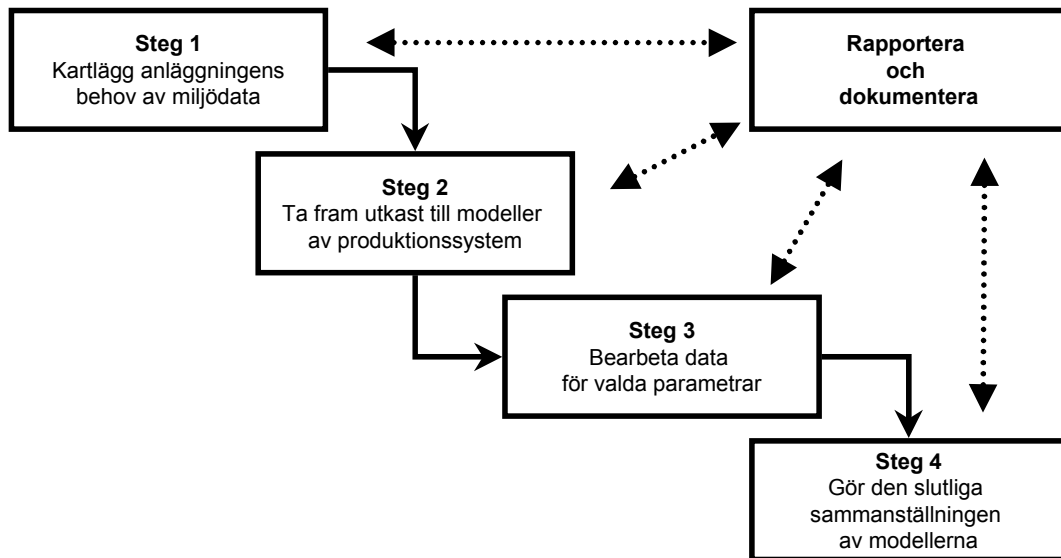 Steg 1
Kartlägg anläggningens
behov av miljödata
Rapportera
och
dokumentera
Steg 2
Ta fram utkast till modeller
av produktionssystem
Steg 3
Bearbeta data
för valda parametrar
Steg 4
Gör den slutliga
sammanställningen
av modellerna